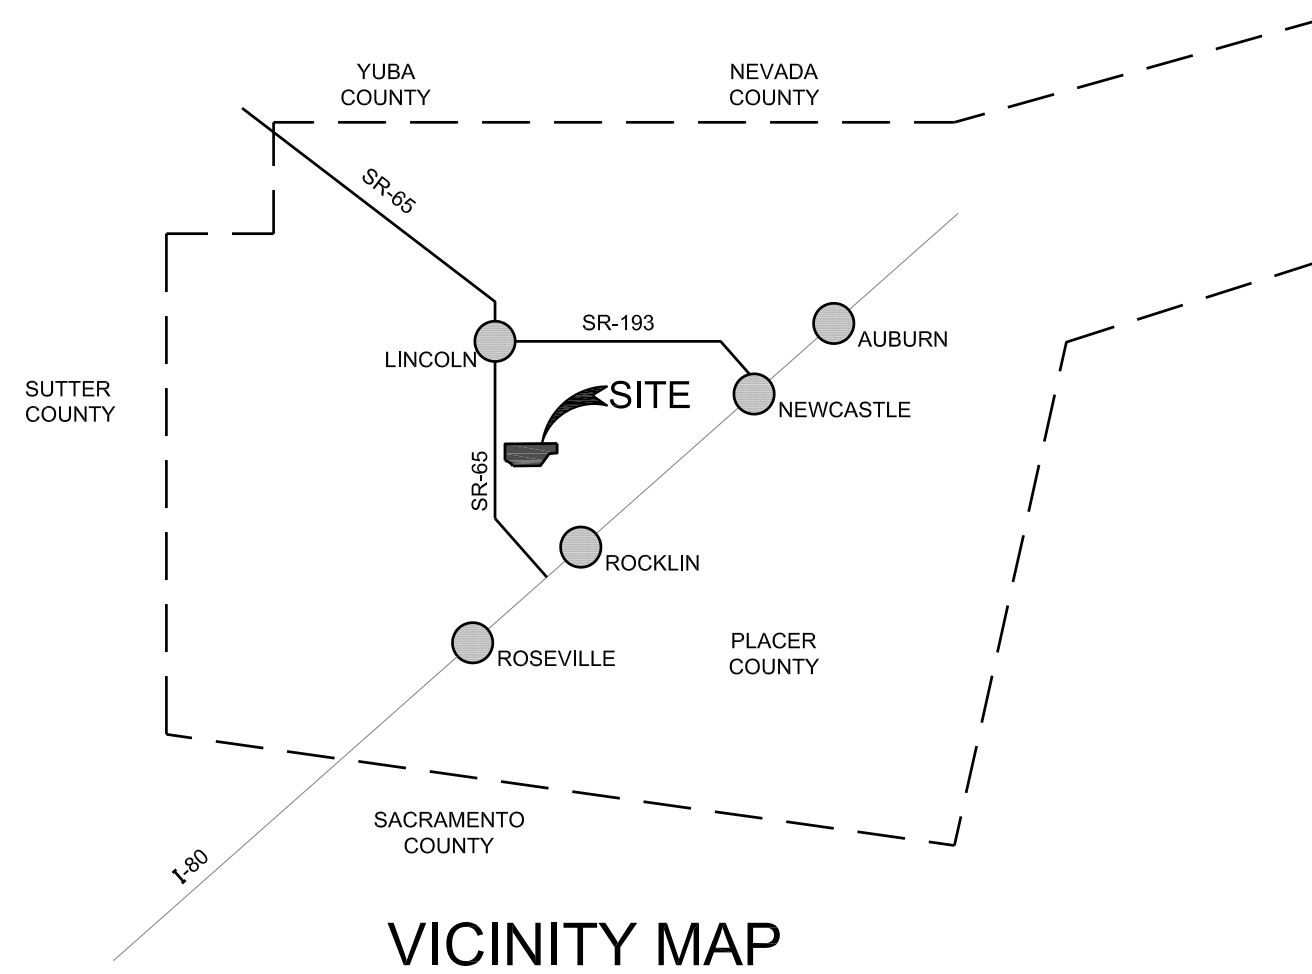 YUBA
COUNTY
NEVADA
COUNTY
SR-65
SR-193
AUBURN
LINCOLN
SUTTER
COUNTY
SITE
NEWCASTLE
SR-65
ROCKLIN
PLACER
COUNTY
ROSEVILLE
SACRAMENTO
COUNTY
I-80
VICINITY MAP